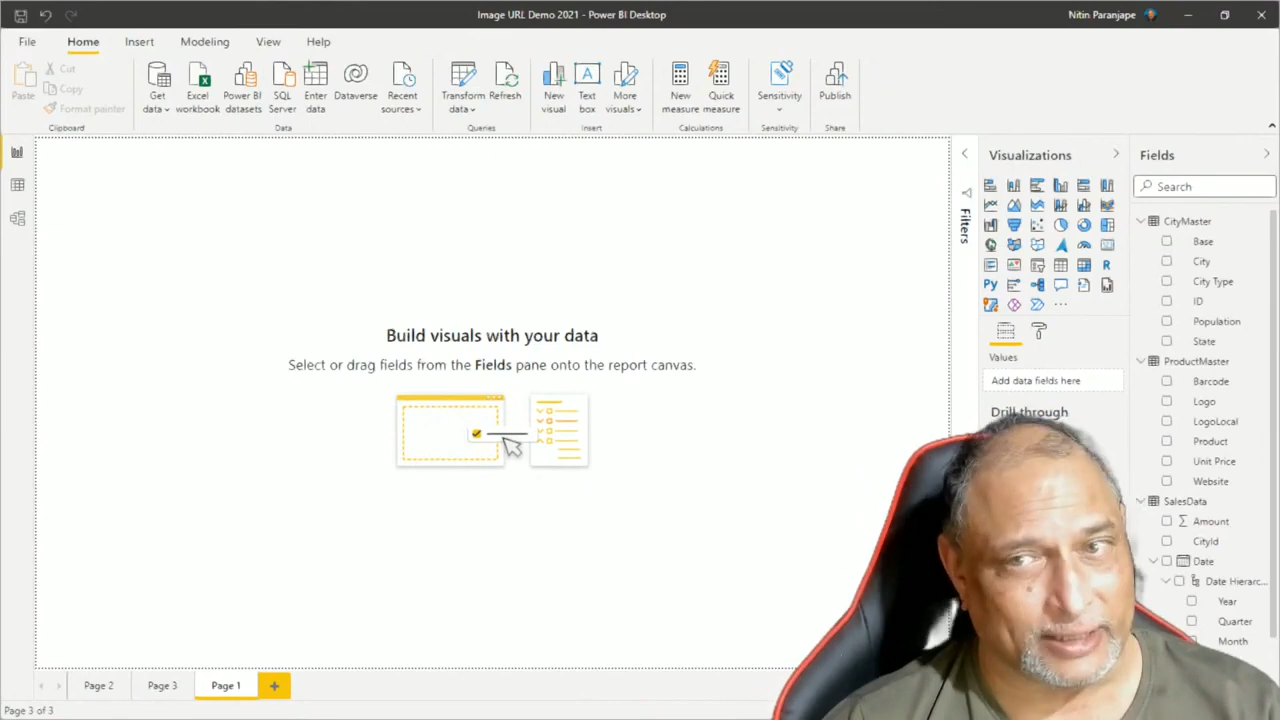 Image URL Demo 2021 - Power BI Desktop
Nitin Paranjape
File
Home
Insert
Modeling
View
Help
Paste
Cut
Copy
Format painter
Clipboard
Get
data
Excel
workbook
Power BI
datasets
SQL
Server
Enter
data
Dataverse
Recent
sources
Data
Transform
data
Refresh
Queries
New
visual
A
Text
box
More
visuals
Insert
New
measure
Quick
measure
Calculations
Sensitivity
Sensitivity
Publish
Share
Filters
Visualizations
R
Py
Values
Add data fields here
Drill through
Fields
Search
CityMaster
Base
City
City Type
ID
Population
State
ProductMaster
Barcode
Logo
LogoLocal
Product
Unit Price
Website
SalesData
Σ Amount
CityId
Date
Date Hierarc...
Year
Quarter
Month
Build visuals with your data
Select or drag fields from the Fields pane onto the report canvas.
Page 2
Page 3
Page 1
+
Page 3 of 3